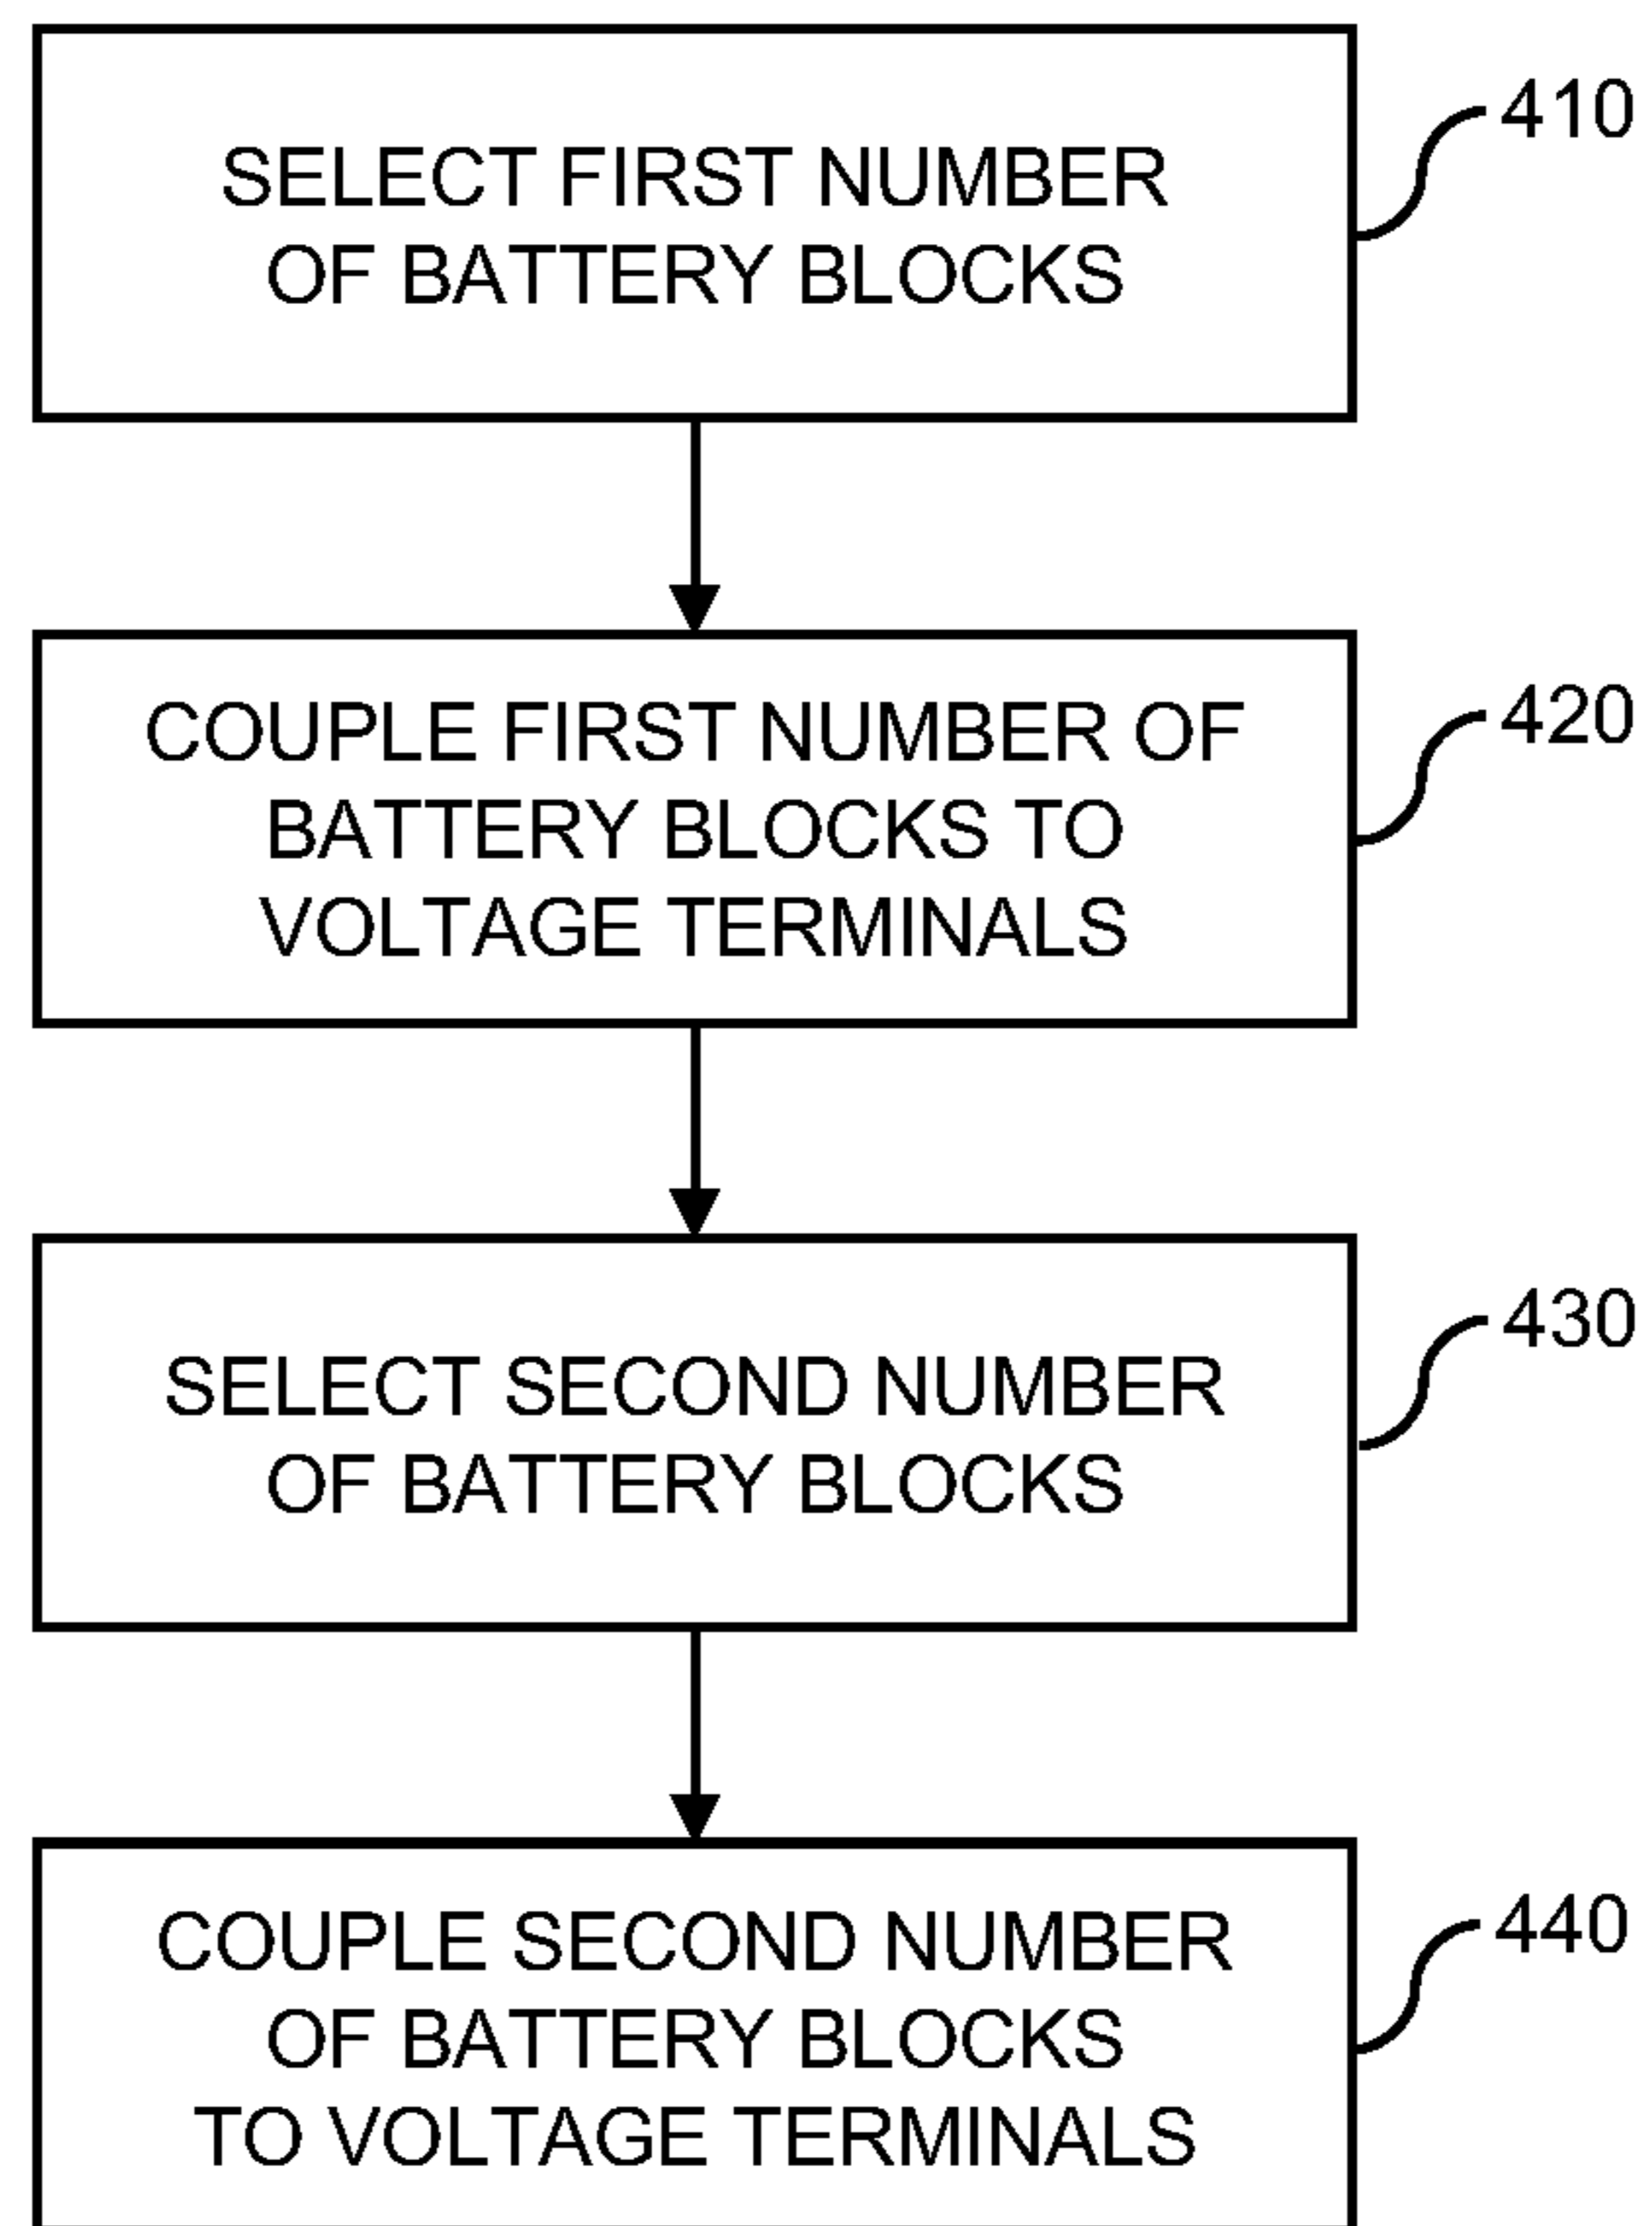 SELECT FIRST NUMBER
OF BATTERY BLOCKS
410
COUPLE FIRST NUMBER OF
BATTERY BLOCKS TO
VOLTAGE TERMINALS
420
SELECT SECOND NUMBER
OF BATTERY BLOCKS
430
COUPLE SECOND NUMBER
OF BATTERY BLOCKS
TO VOLTAGE TERMINALS
440